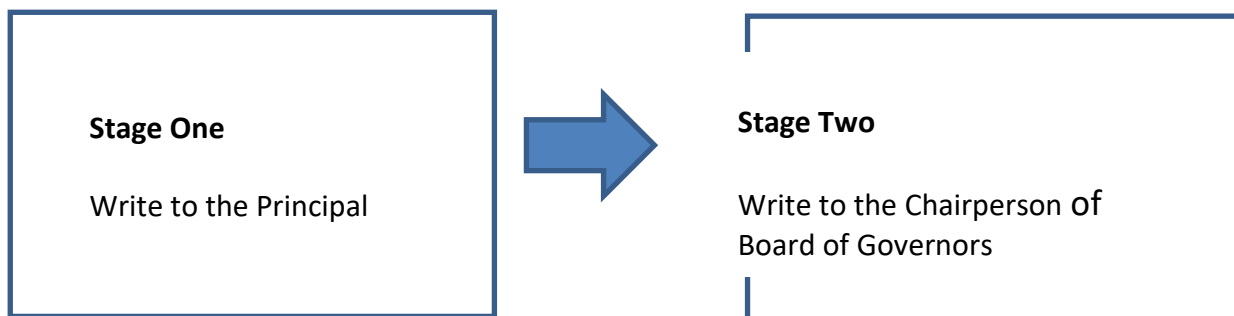 Stage One
Write to the Principal
Stage Two
Write to the Chairperson of
Board of Governors